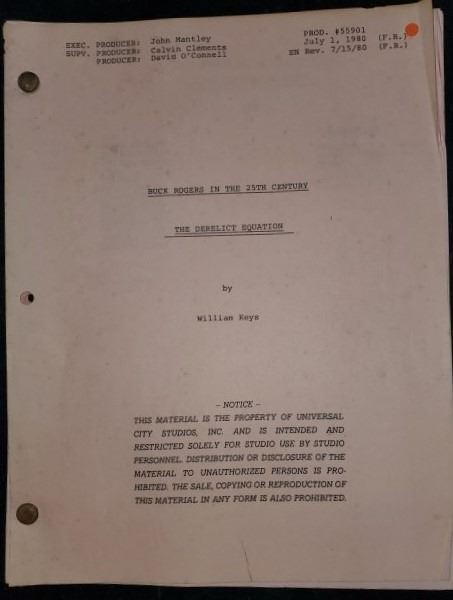 EXEC. PRODUCER: John Mantley PROD. #55901
SUPV. PRODUCER: Calvin Clements July 1, 1980 (F.R.)
PRODUCER: David O'Connell EN Rev. 7/15/80 (F.R.)
BUCK ROGERS IN THE 25TH CENTURY
THE DERELICT EQUATION
by
William Keys
– NOTICE –
THIS MATERIAL IS THE PROPERTY OF UNIVERSAL
CITY STUDIOS, INC. AND IS INTENDED AND
RESTRICTED SOLELY FOR STUDIO USE BY STUDIO
PERSONNEL. DISTRIBUTION OR DISCLOSURE OF THE
MATERIAL TO UNAUTHORIZED PERSONS IS PRO-
HIBITED. THE SALE, COPYING OR REPRODUCTION OF
THIS MATERIAL IN ANY FORM IS ALSO PROHIBITED.